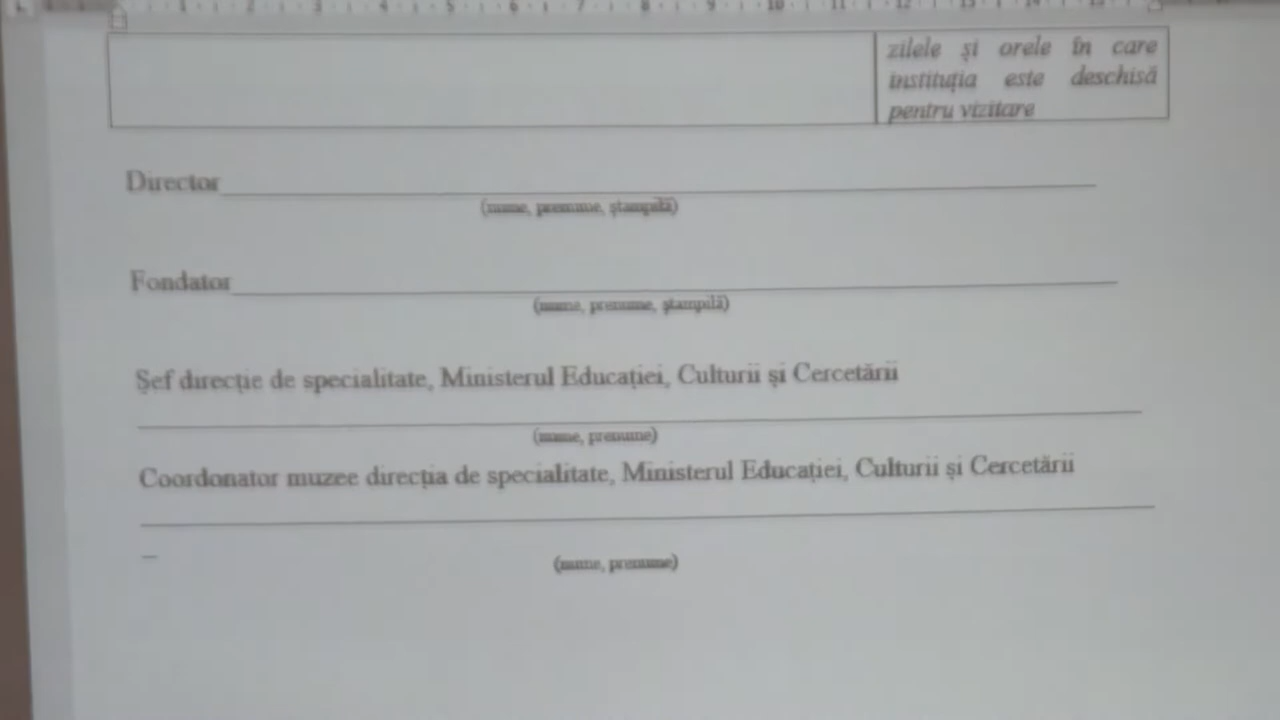 zilele și orele în care
instituția este deschisă
pentru vizitare
Director
(nume, prenume, ștampilă)
Fondator
(nume, prenume, ștampilă)
Șef direcție de specialitate, Ministerul Educației, Culturii și Cercetării
(nume, prenume)
Coordonator muzee direcția de specialitate, Ministerul Educației, Culturii și Cercetării
(nume, prenume)